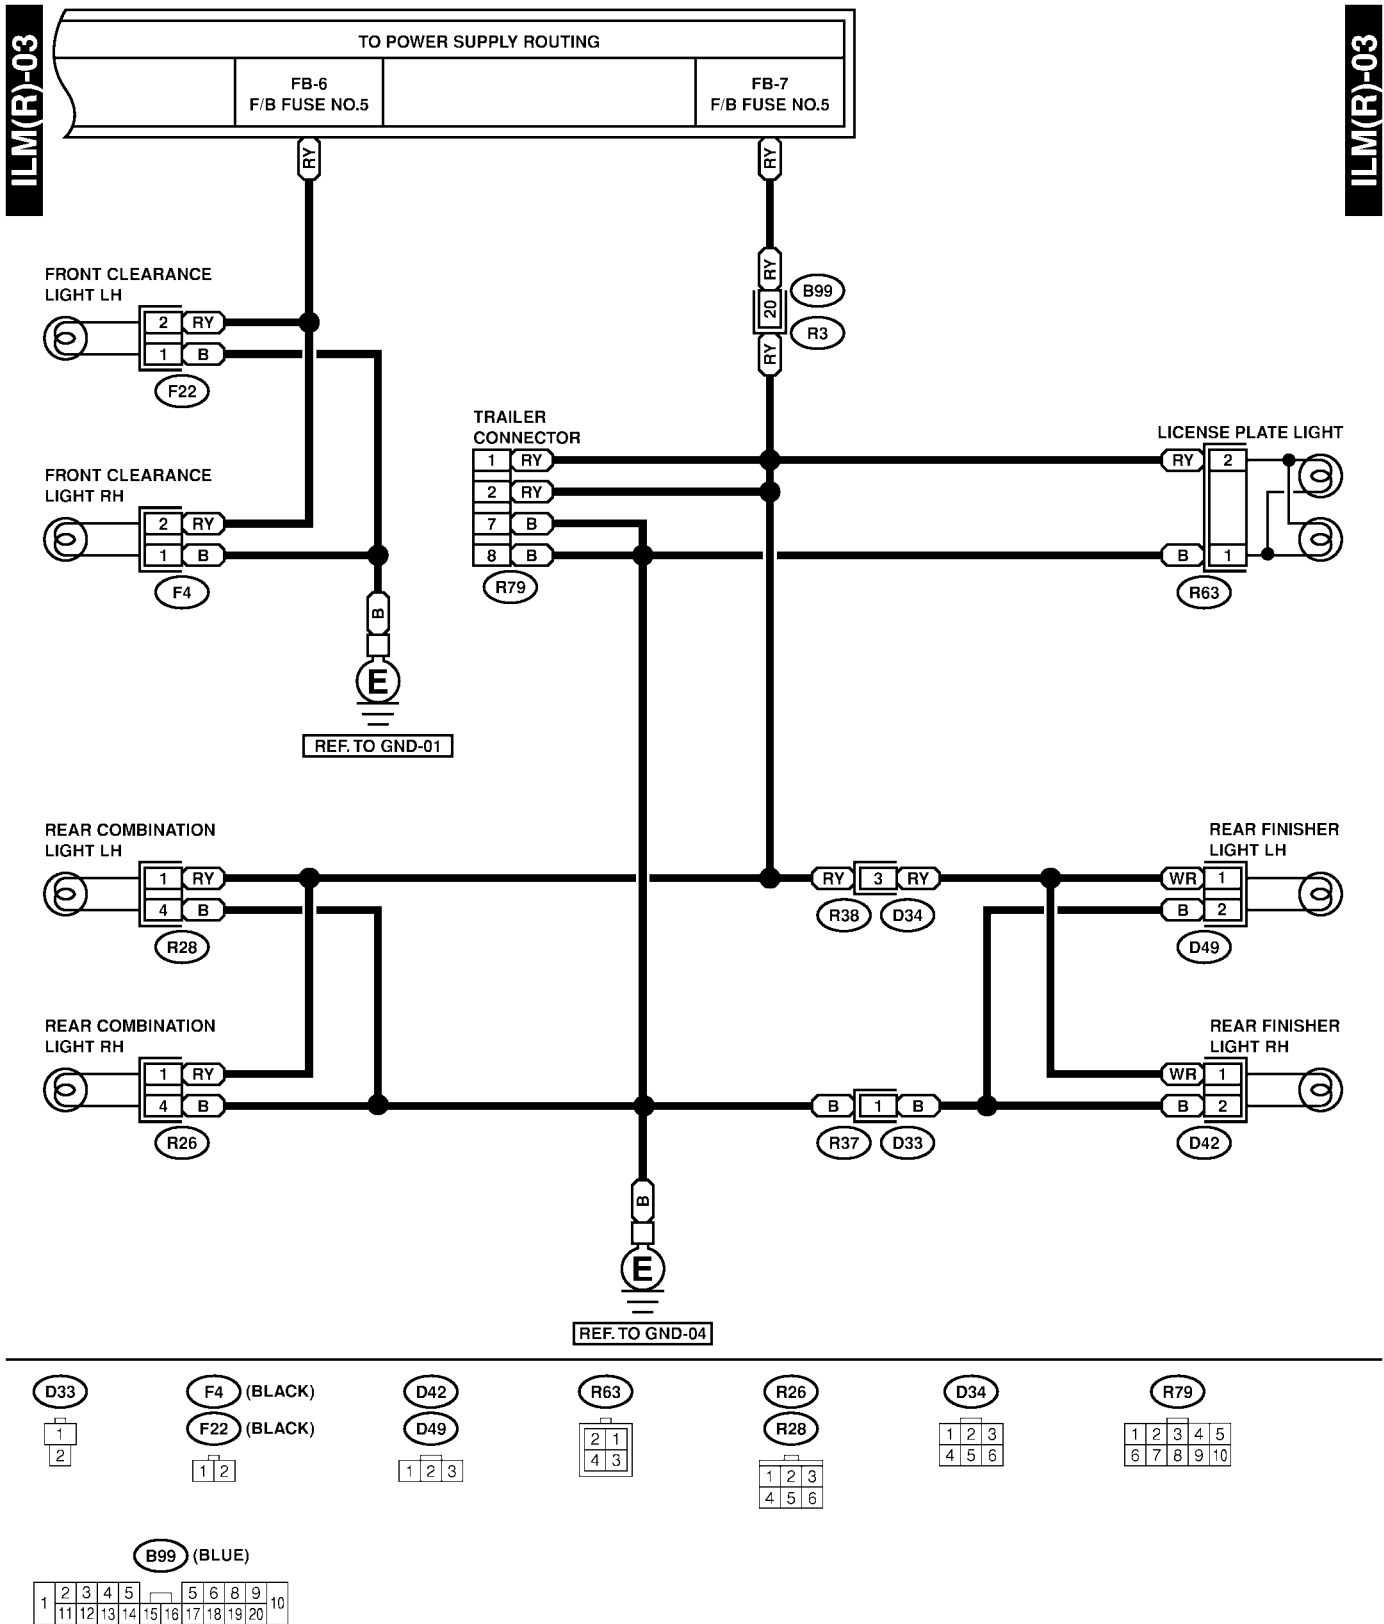 ILM(R)-03
ILM(R)-03
TO POWER SUPPLY ROUTING
FB-6
F/B FUSE NO.5
FB-7
F/B FUSE NO.5
RY
RY
RY
20
B99
R3
RY
FRONT CLEARANCE
LIGHT LH
2 RY
1 B
F22
FRONT CLEARANCE
LIGHT RH
2 RY
1 B
F4
B
E
REF. TO GND-01
TRAILER
CONNECTOR
1 RY
2 RY
7 B
8 B
R79
LICENSE PLATE LIGHT
RY 2
B 1
R63
REAR COMBINATION
LIGHT LH
1 RY
4 B
R28
RY 3 RY
R38 D34
REAR FINISHER
LIGHT LH
WR 1
B 2
D49
REAR COMBINATION
LIGHT RH
1 RY
4 B
R26
B 1 B
R37 D33
REAR FINISHER
LIGHT RH
WR 1
B 2
D42
B
E
REF. TO GND-04
D33
1
2
F4 (BLACK)
F22 (BLACK)
1 2
D42
D49
1 2 3
R63
2 1
4 3
R26
R28
1 2 3
4 5 6
D34
1 2 3
4 5 6
R79
1 2 3 4 5
6 7 8 9 10
B99 (BLUE)
1 2 3 4 5 5 6 8 9 10
11 12 13 14 15 16 17 18 19 20